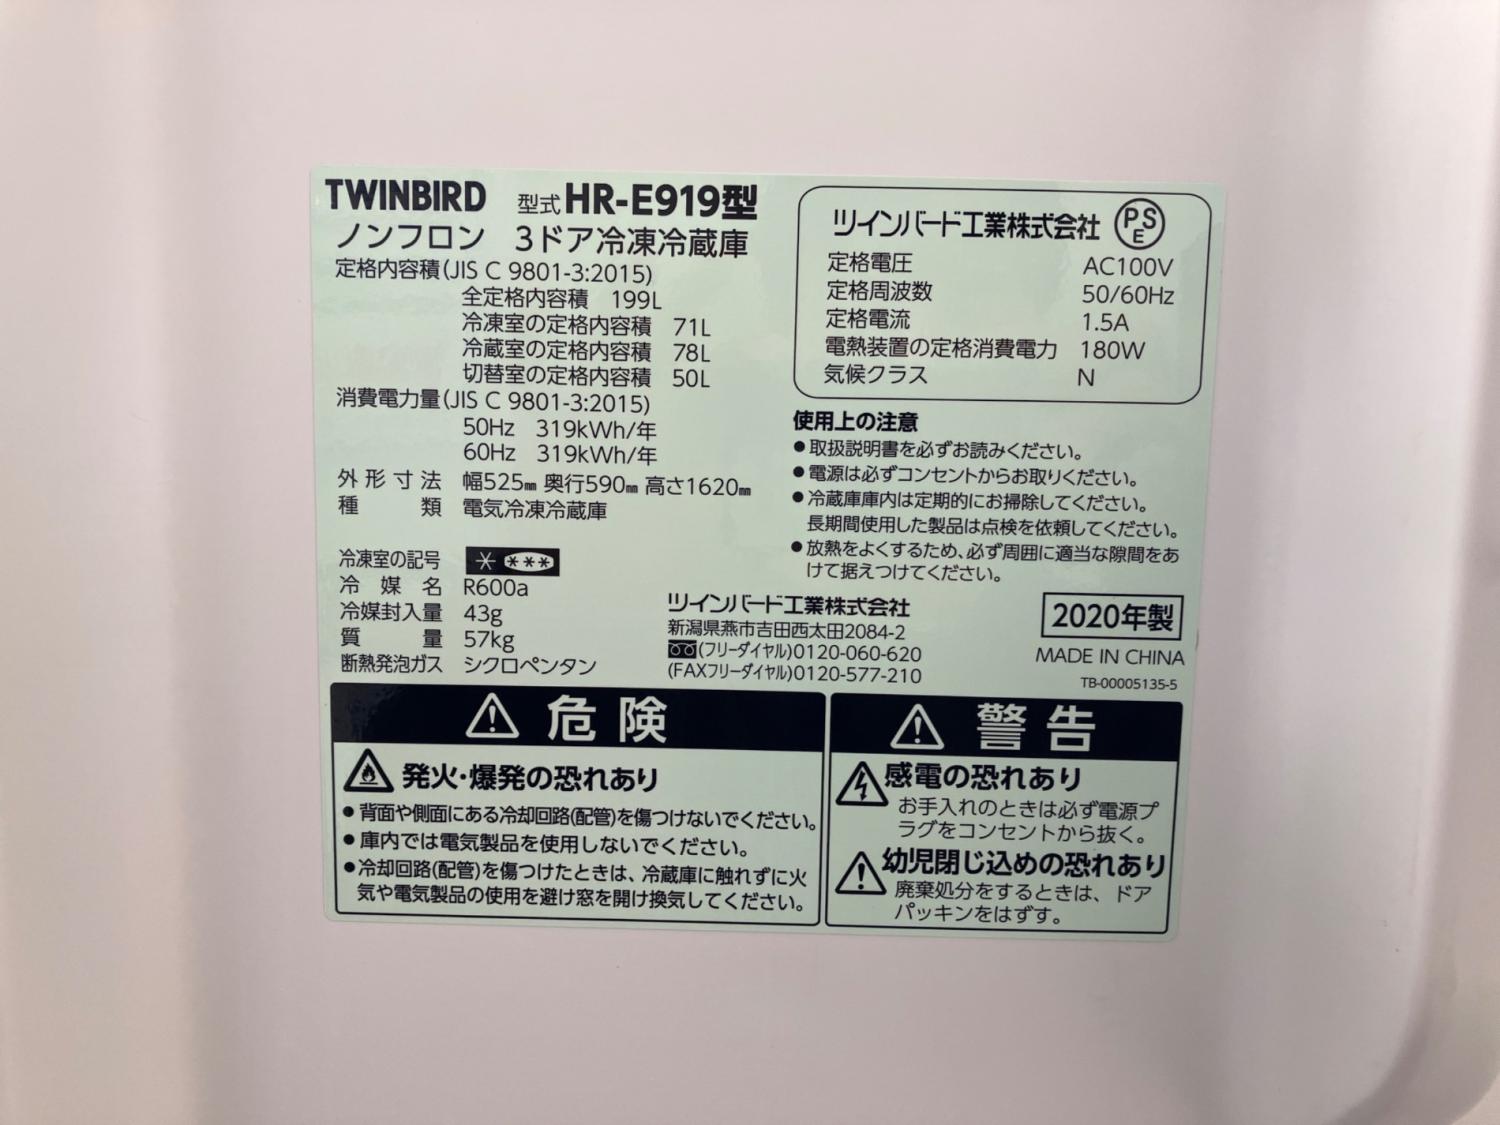 TWINBIRD 型式 HR-E919型
ノンフロン 3ドア冷凍冷蔵庫
定格内容積(JIS C 9801-3:2015)
全定格内容積 199L
冷凍室の定格内容積 71L
冷蔵室の定格内容積 78L
切替室の定格内容積 50L
消費電力量(JIS C 9801-3:2015)
50Hz 319kWh/年
60Hz 319kWh/年
外形寸法 幅525㎜ 奥行590㎜ 高さ1620㎜
種類 電気冷凍冷蔵庫
冷凍室の記号 * ***
冷媒名 R600a
冷媒封入量 43g
質量 57kg
断熱発泡ガス シクロペンタン
ツインバード工業株式会社 PSE
定格電圧 AC100V
定格周波数 50/60Hz
定格電流 1.5A
電熱装置の定格消費電力 180W
気候クラス N
使用上の注意
●取扱説明書を必ずお読みください。
●電源は必ずコンセントからお取りください。
●冷蔵庫庫内は定期的にお掃除してください。
長期間使用した製品は点検を依頼してください。
●放熱をよくするため、必ず周囲に適当な隙間をあ
けて据えつけてください。
ツインバード工業株式会社
新潟県燕市吉田西太田2084-2
(フリーダイヤル)0120-060-620
(FAXフリーダイヤル)0120-577-210
2020年製
MADE IN CHINA
TB-00005135-5
危険
発火・爆発の恐れあり
●背面や側面にある冷却回路(配管)を傷つけないでください。
●庫内では電気製品を使用しないでください。
●冷却回路(配管)を傷つけたときは、冷蔵庫に触れずに火
気や電気製品の使用を避け窓を開け換気してください。
警告
感電の恐れあり
お手入れのときは必ず電源プ
ラグをコンセントから抜く。
幼児閉じ込めの恐れあり
廃棄処分をするときは、ドア
パッキンをはずす。